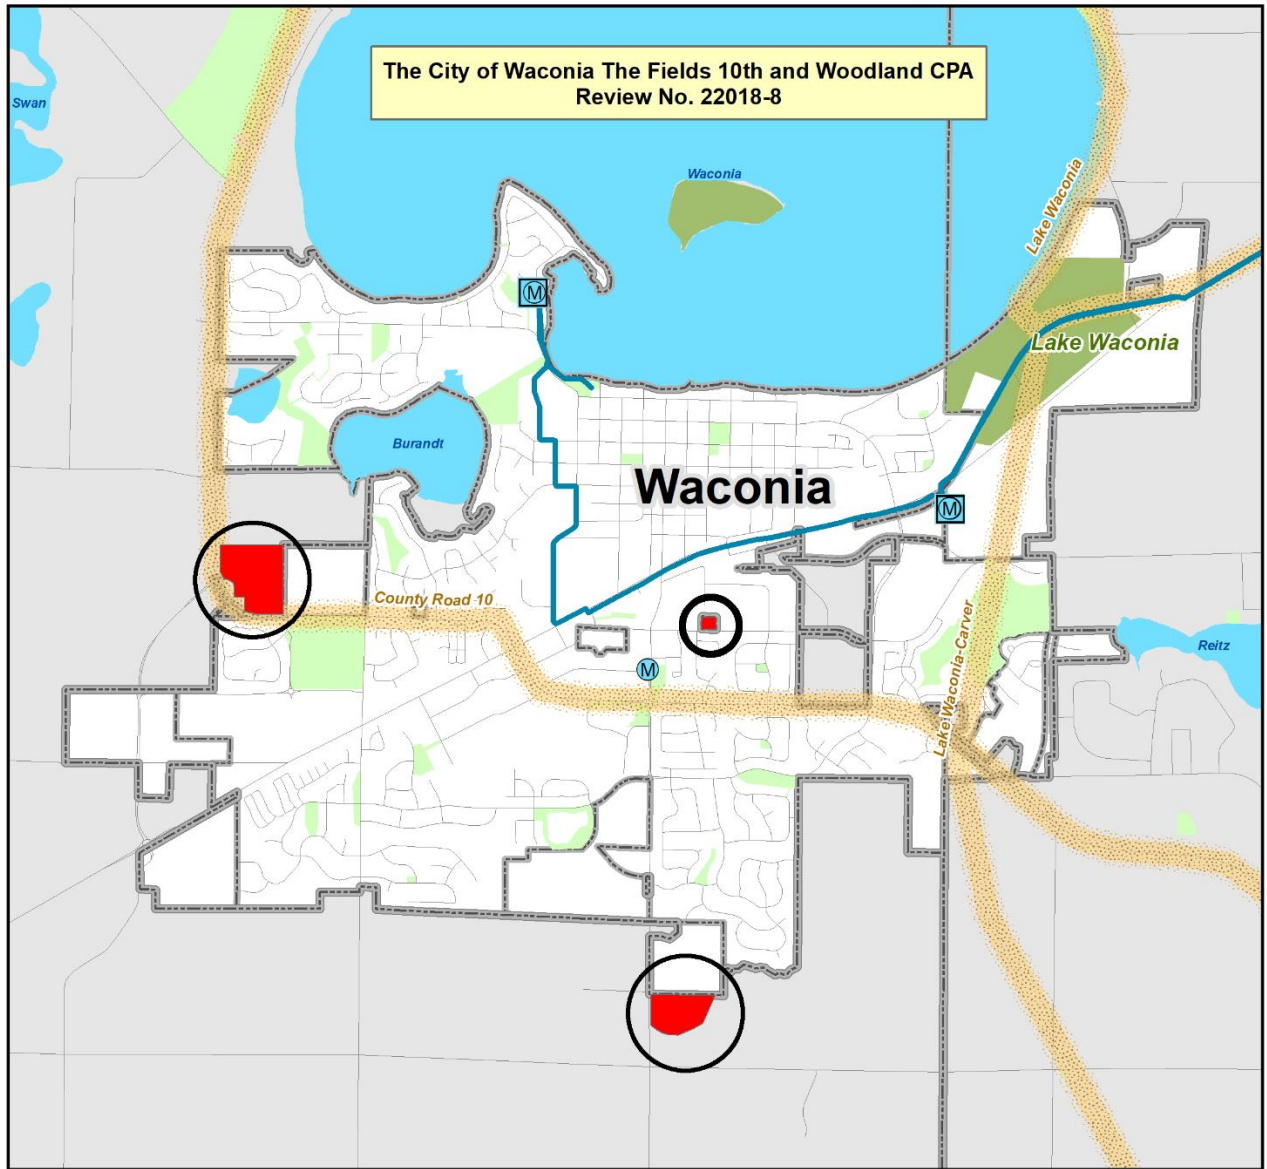 The City of Waconia The Fields 10th and Woodland CPA
Review No. 22018-8
Swan
Waconia
Lake Waconia
M
Lake Waconia
Burandt
Waconia
M
County Road 10
M
Reitz
Lake Waconia-Carver